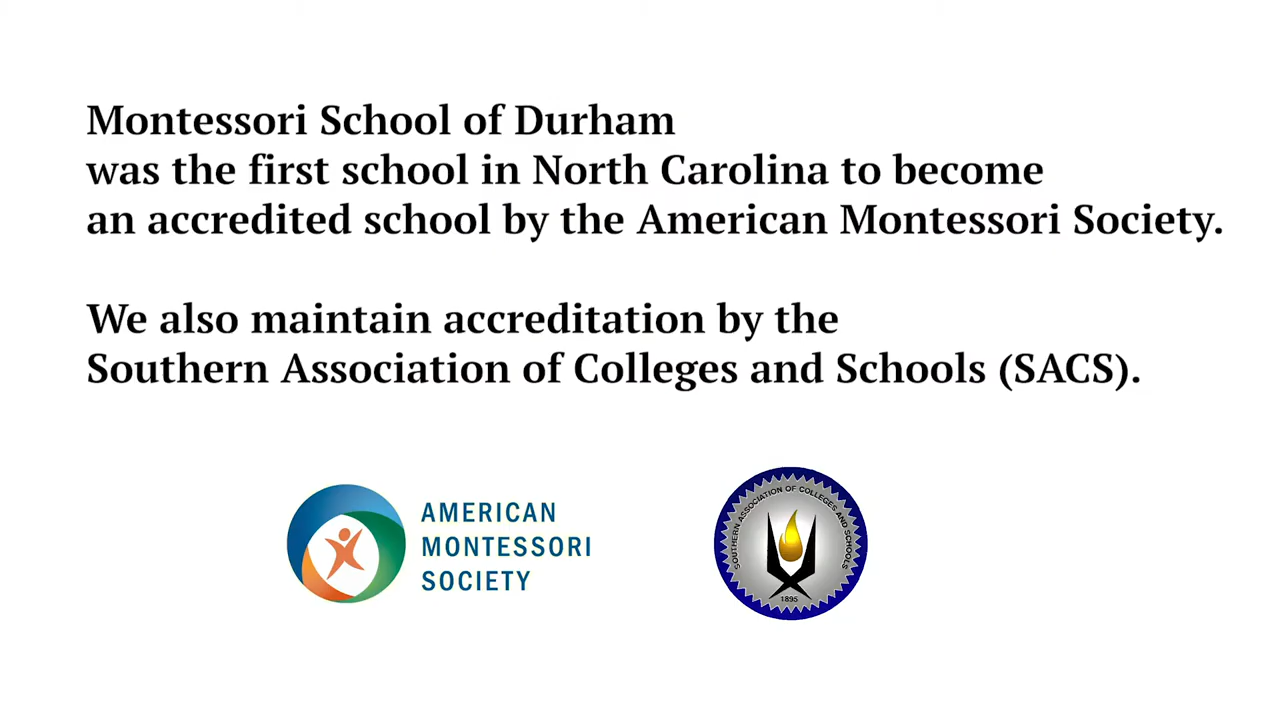 Montessori School of Durham
was the first school in North Carolina to become
an accredited school by the American Montessori Society.
We also maintain accreditation by the
Southern Association of Colleges and Schools (SACS).
AMERICAN
MONTESSORI
SOCIETY
SOUTHERN ASSOCIATION OF COLLEGES AND SCHOOLS
1895